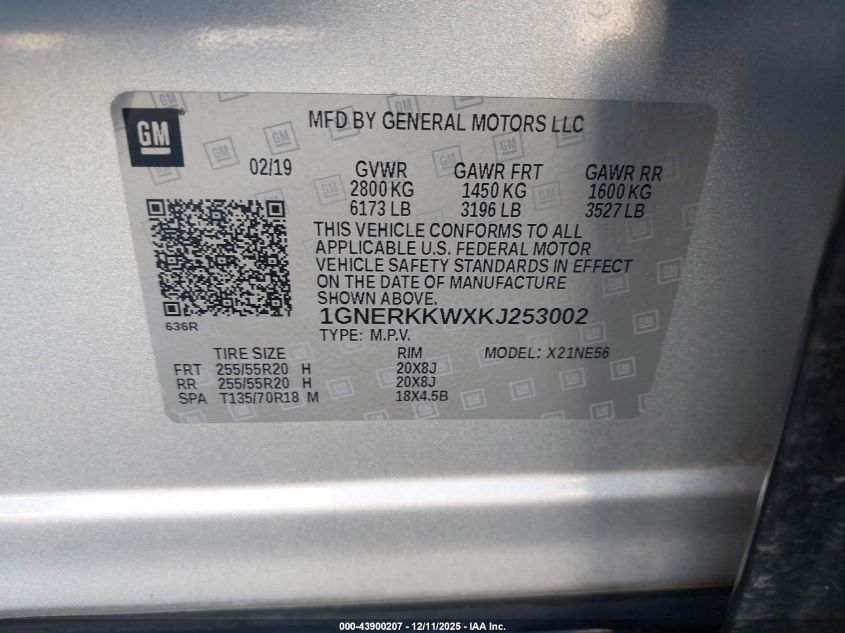 GM
MFD BY GENERAL MOTORS LLC
02/19 GVWR GAWR FRT GAWR RR
2800 KG 1450 KG 1600 KG
6173 LB 3196 LB 3527 LB
THIS VEHICLE CONFORMS TO ALL
APPLICABLE U.S. FEDERAL MOTOR
VEHICLE SAFETY STANDARDS IN EFFECT
ON THE DATE OF MANUFACTURE
SHOWN ABOVE.
1GNERKKWXKJ253002
636R
TYPE: M.P.V.
TIRE SIZE RIM MODEL: X21NE56
FRT 255/55R20 H 20X8J
RR 255/55R20 H 20X8J
SPA T135/70R18 M 18X4.5B
000-43900207 - 12/11/2025 - IAA Inc.